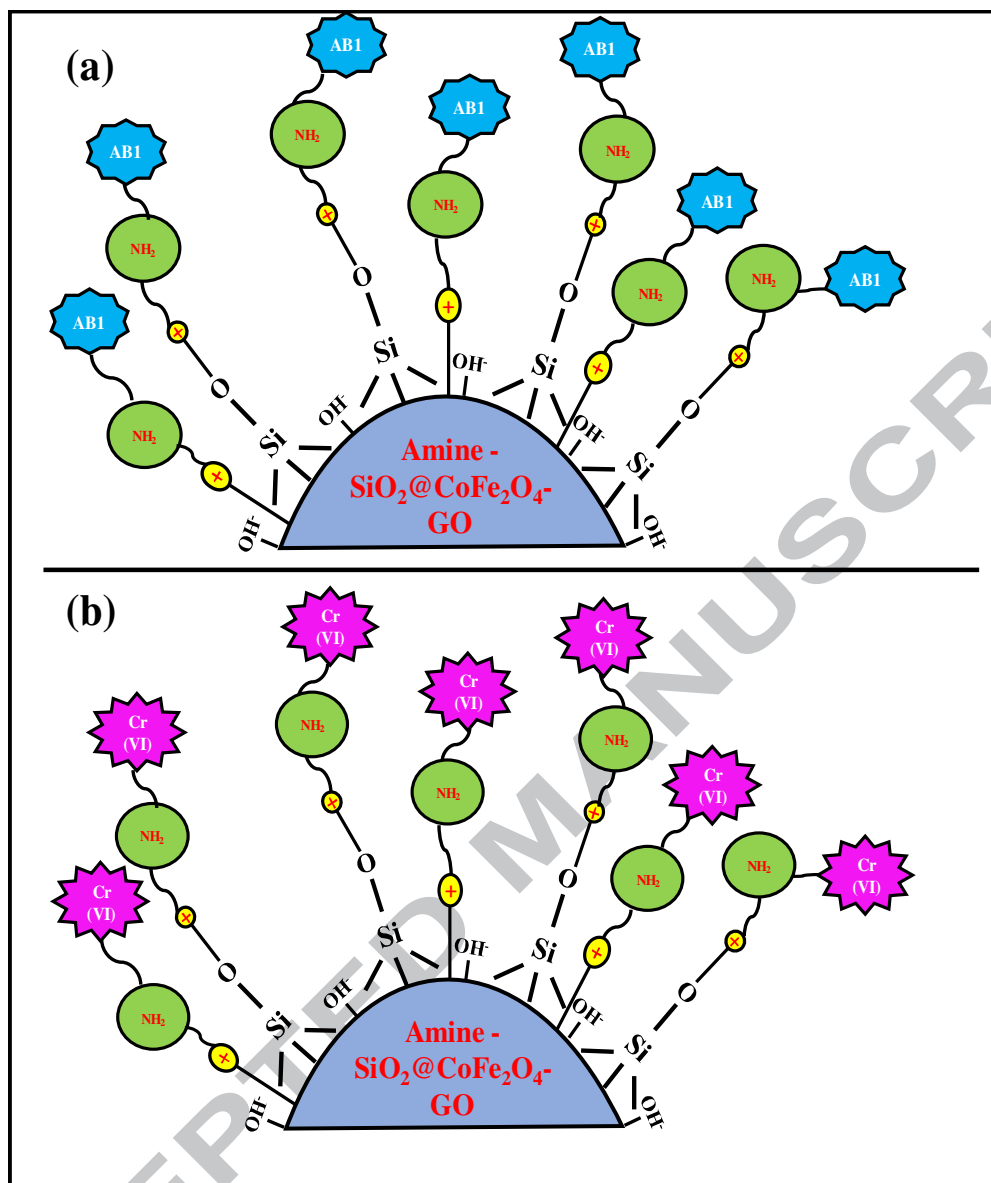 (a)
AB1
AB1
AB1
AB1
AB1
AB1
AB1
NH₂
NH₂
NH₂
NH₂
NH₂
NH₂
NH₂
+
+
+
+
+
+
+
O
O
O
O
Si
Si
Si
Si
OH-
OH-
OH-
OH-
OH-
Amine -
SiO₂@CoFe₂O₄-
GO
(b)
Cr
(VI)
Cr
(VI)
Cr
(VI)
Cr
(VI)
Cr
(VI)
Cr
(VI)
Cr
(VI)
NH₂
NH₂
NH₂
NH₂
NH₂
NH₂
NH₂
+
+
+
+
+
+
+
O
O
O
O
Si
Si
Si
Si
OH-
OH-
OH-
OH-
OH-
Amine -
SiO₂@CoFe₂O₄-
GO
EPTED MANUSCRI